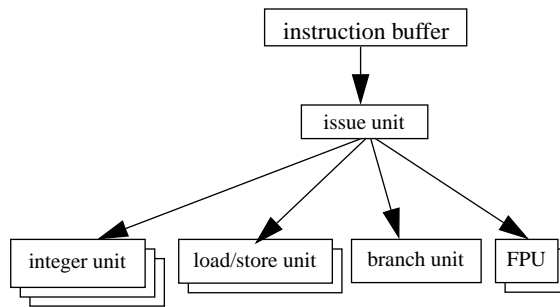 instruction buffer
issue unit
integer unit
load/store unit
branch unit
FPU